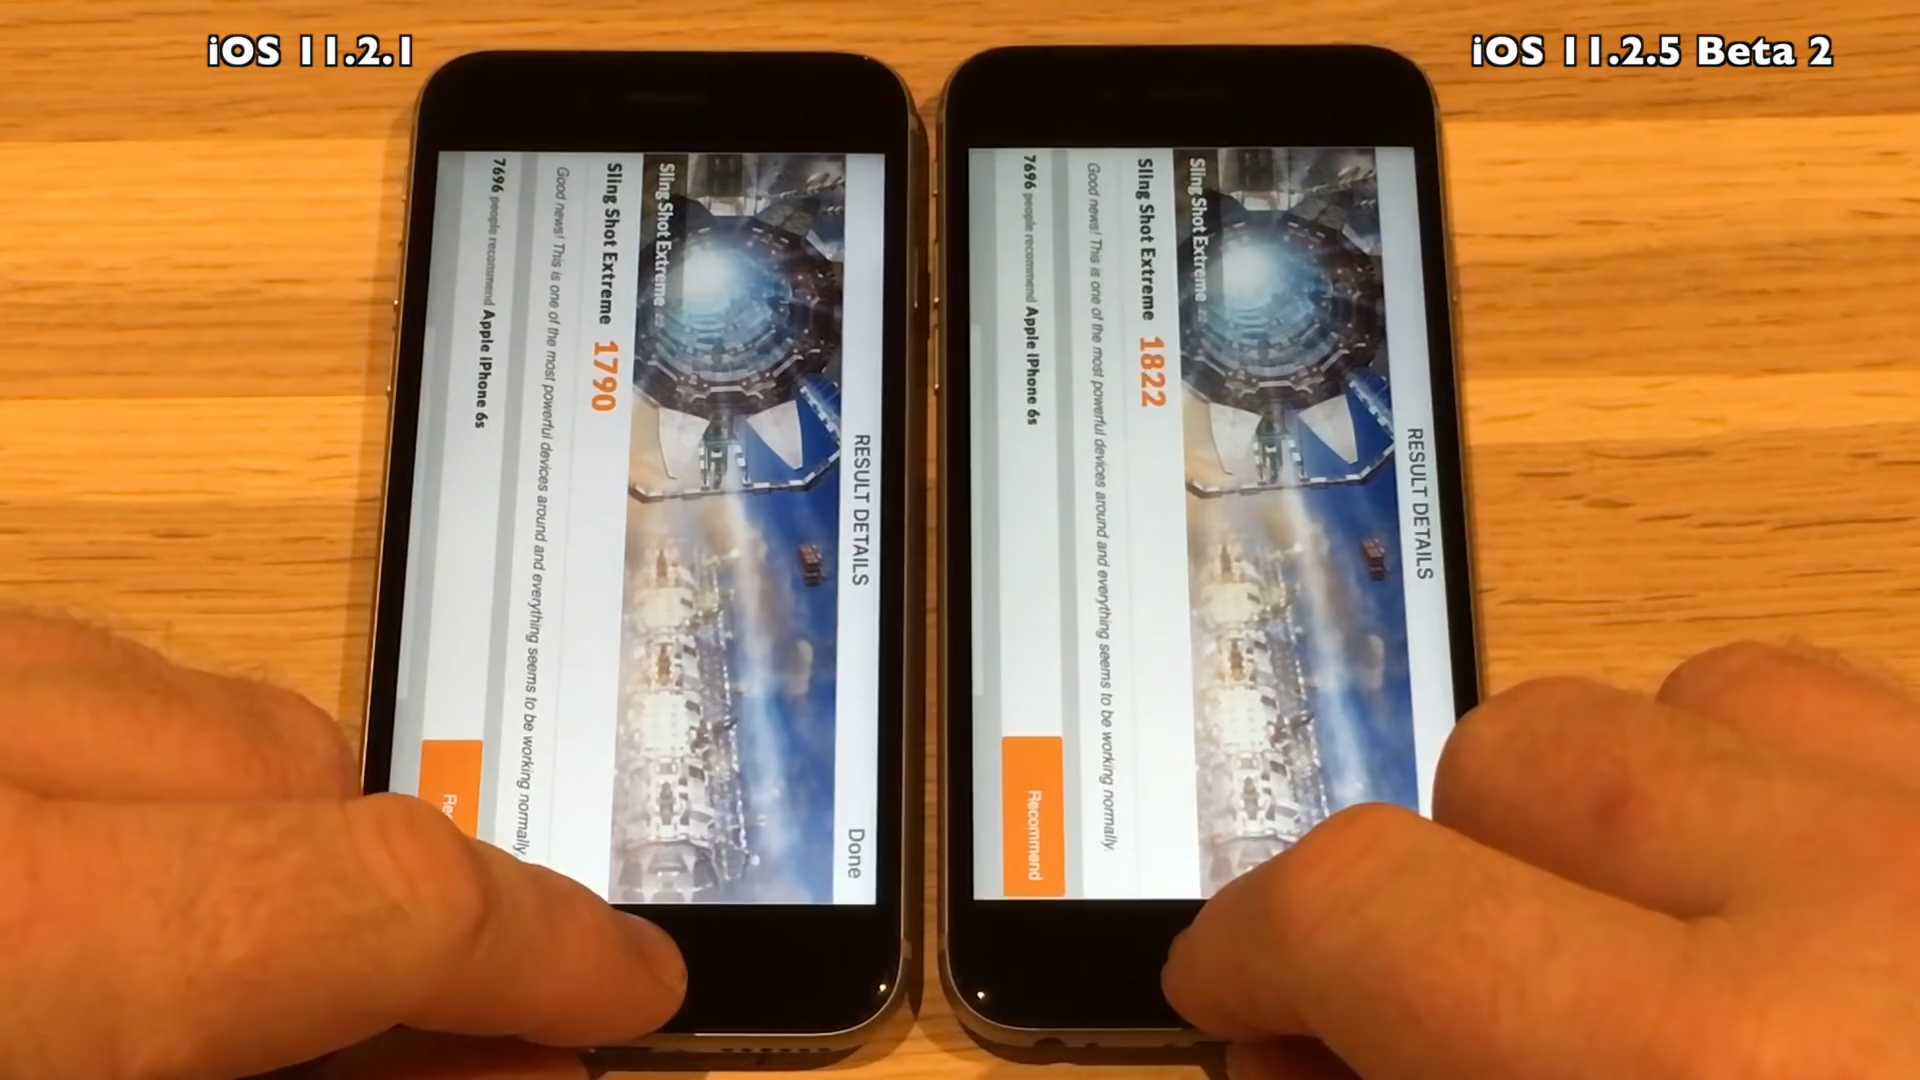 iOS 11.2.1
iOS 11.2.5 Beta 2
RESULT DETAILS
Done
Sling Shot Extreme
Sling Shot Extreme 1790
Good news! This is one of the most powerful devices around and everything seems to be working normally.
7696 people recommend Apple iPhone 6s
Rec
RESULT DETAILS
Sling Shot Extreme
Sling Shot Extreme 1822
Good news! This is one of the most powerful devices around and everything seems to be working normally.
7696 people recommend Apple iPhone 6s
Recommend